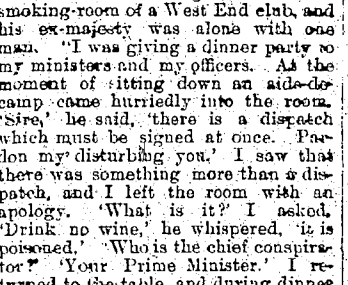 smoking-room of a West End club, and
his ex-majesty was alone with one
man. "I was giving a dinner party to
my ministers and my officers. As the
moment of sitting down an aide-de-
camp came hurriedly into the room.
'Sire,' he said, 'there is a dispatch
which must be signed at once. Par-
don my disturbing you.' I saw that
there was something more than a dis-
patch, and I left the room with an
apology. 'What is it?' I asked.
'Drink no wine,' he whispered, 'it is
poisoned.' 'Who is the chief conspira-
tor?' 'Your Prime Minister.' I re-
turned to the table, and during dinner